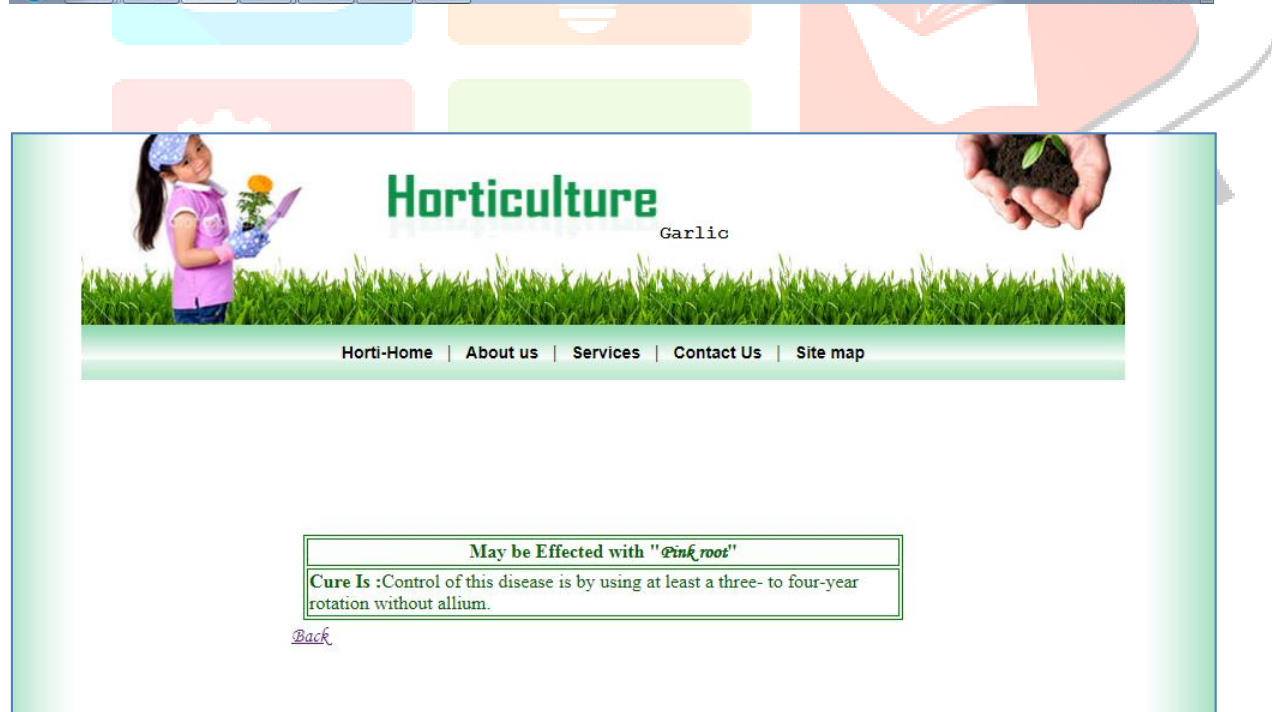 Horticulture
Garlic
Horti-Home | About us | Services | Contact Us | Site map
May be Effected with "Pink root"
Cure Is :Control of this disease is by using at least a three- to four-year
rotation without allium.
Back